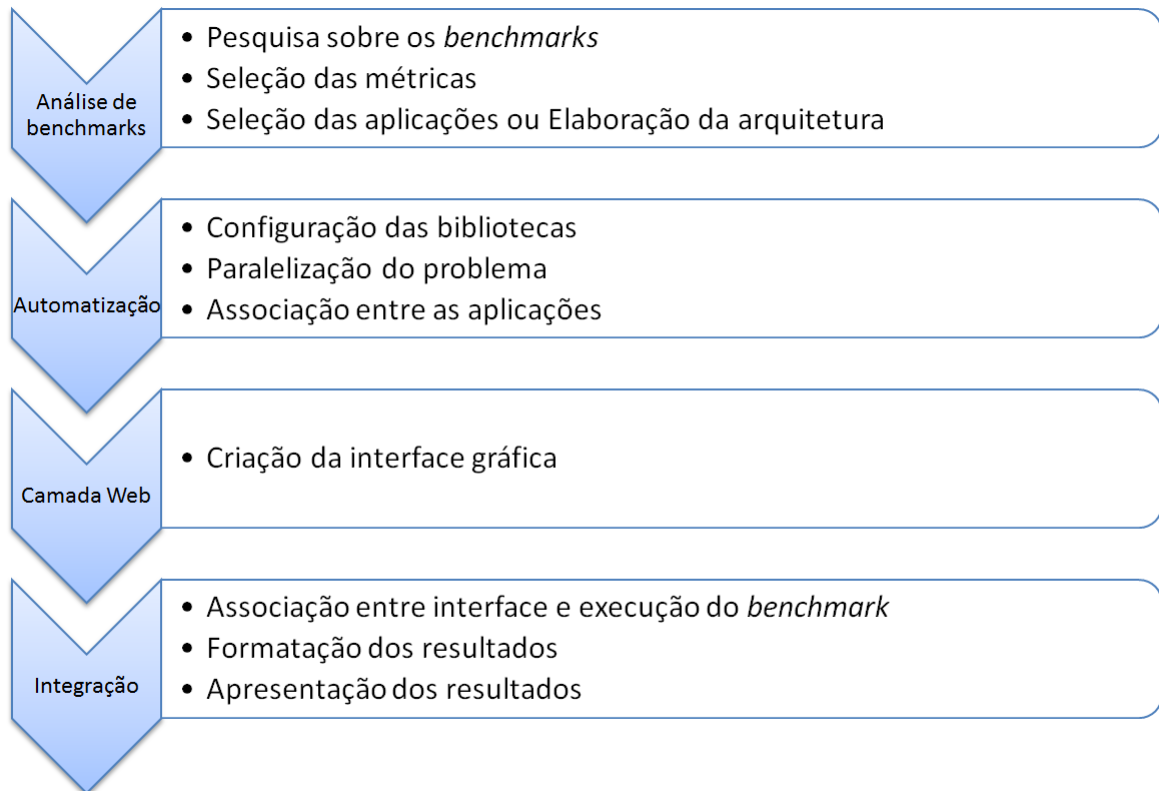 Análise de
benchmarks
• Pesquisa sobre os benchmarks
• Seleção das métricas
• Seleção das aplicações ou Elaboração da arquitetura
Automatização
• Configuração das bibliotecas
• Paralelização do problema
• Associação entre as aplicações
Camada Web
• Criação da interface gráfica
Integração
• Associação entre interface e execução do benchmark
• Formatação dos resultados
• Apresentação dos resultados